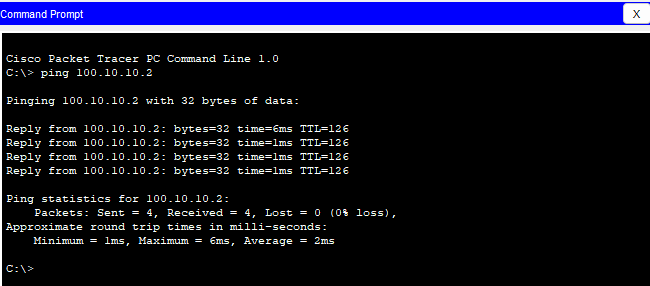 Command Prompt
X
Cisco Packet Tracer PC Command Line 1.0
C:\> ping 100.10.10.2
Pinging 100.10.10.2 with 32 bytes of data:
Reply from 100.10.10.2: bytes=32 time=6ms TTL=126
Reply from 100.10.10.2: bytes=32 time=1ms TTL=126
Reply from 100.10.10.2: bytes=32 time=1ms TTL=126
Reply from 100.10.10.2: bytes=32 time=1ms TTL=126
Ping statistics for 100.10.10.2:
Packets: Sent = 4, Received = 4, Lost = 0 (0% loss),
Approximate round trip times in milli-seconds:
Minimum = 1ms, Maximum = 6ms, Average = 2ms
C:\>